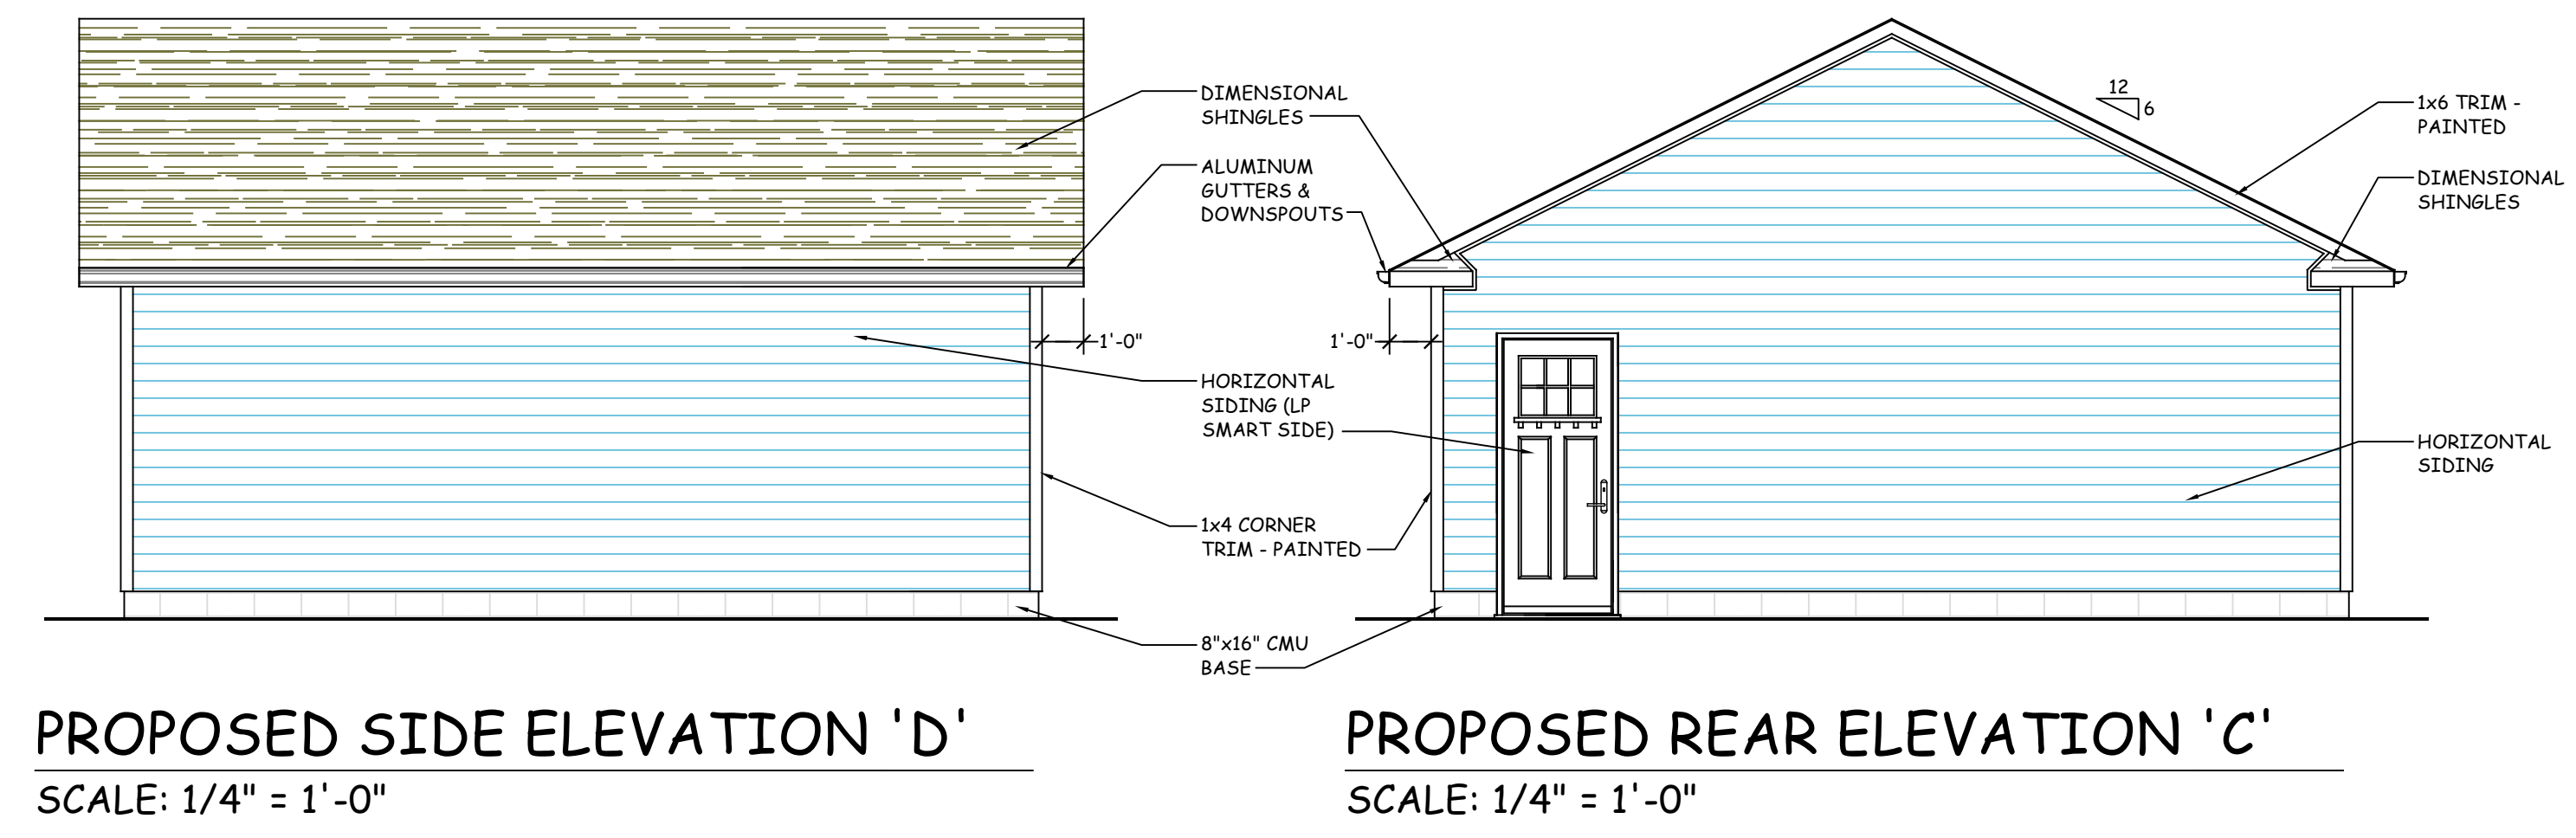 DIMENSIONAL
SHINGLES
ALUMINUM
GUTTERS &
DOWNSPOUTS
1'-0"
HORIZONTAL
SIDING (LP
SMART SIDE)
1x4 CORNER
TRIM - PAINTED
8"x16" CMU
BASE
PROPOSED SIDE ELEVATION 'D'
SCALE: 1/4" = 1'-0"
12
6
1x6 TRIM -
PAINTED
DIMENSIONAL
SHINGLES
1'-0"
HORIZONTAL
SIDING
PROPOSED REAR ELEVATION 'C'
SCALE: 1/4" = 1'-0"